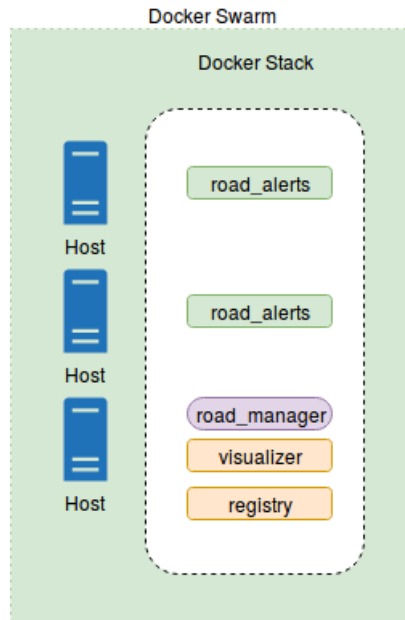 Docker Swarm
Docker Stack
road_alerts
Host
road_alerts
Host
road_manager
visualizer
registry
Host